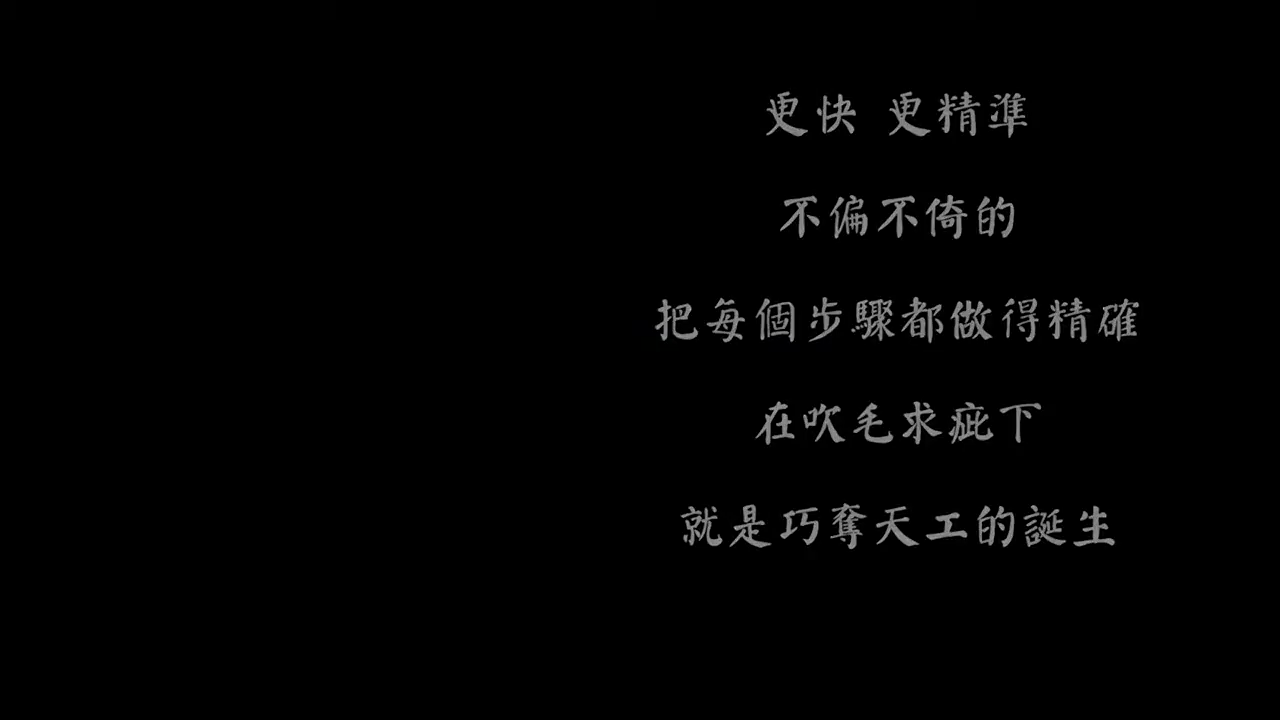 更快 更精準
不偏不倚的
把每個步驟都做得精確
在吹毛求疵下
就是巧奪天工的誕生